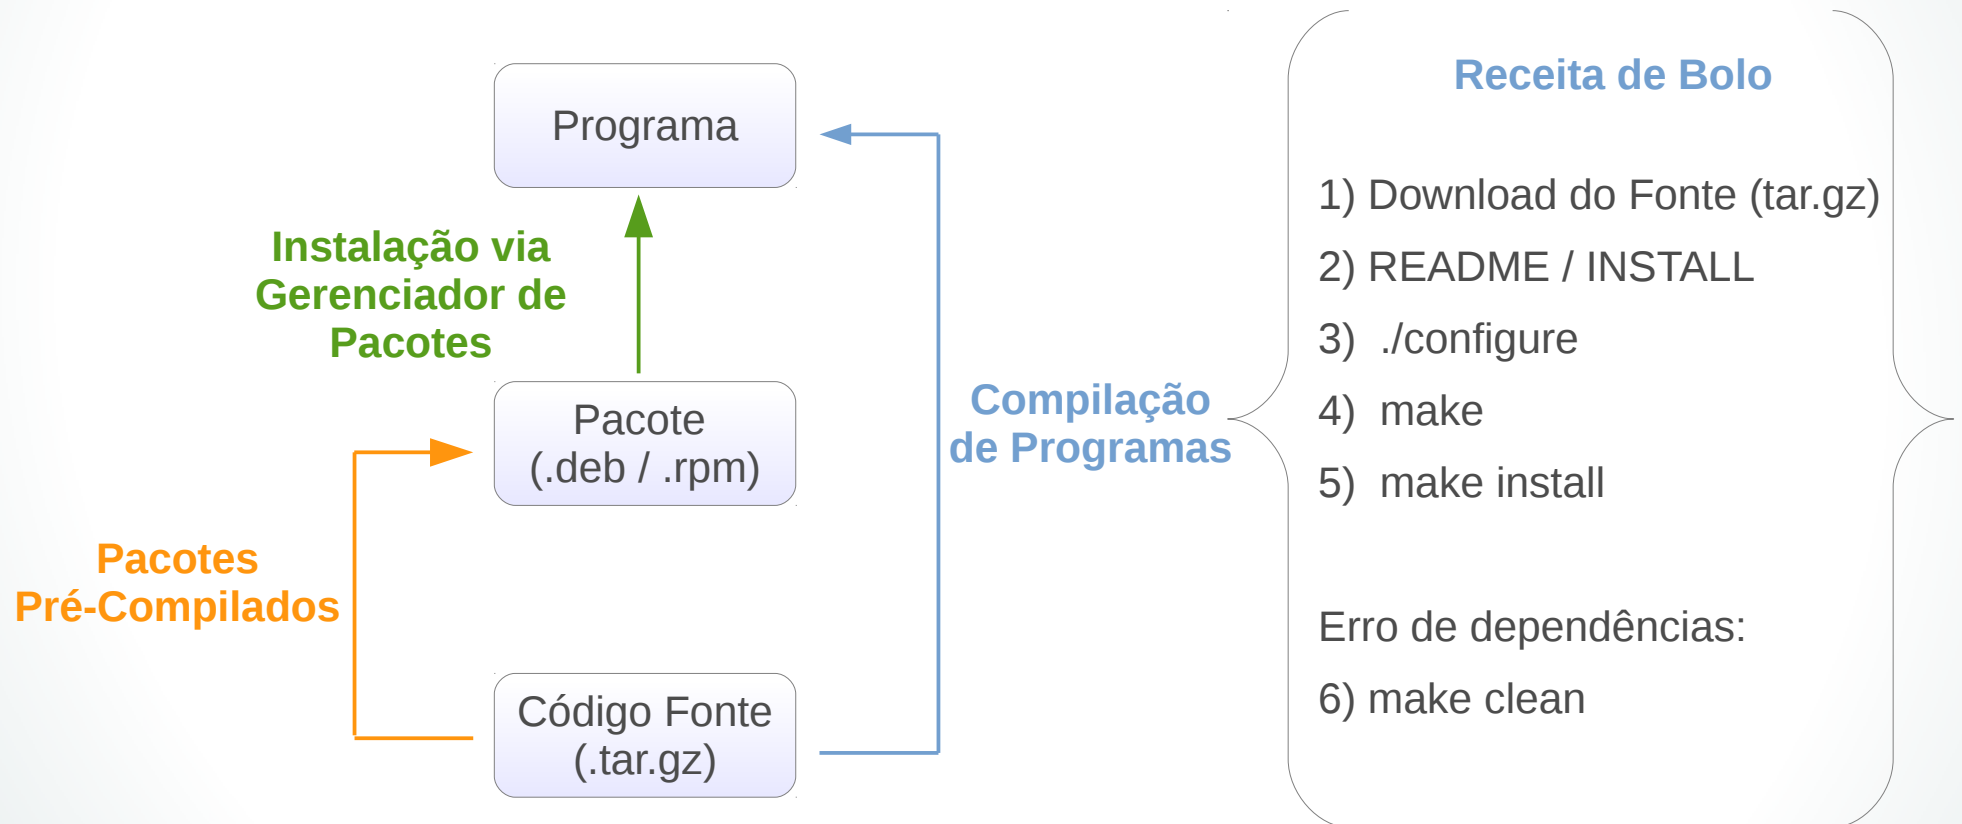 Programa
Instalação via
Gerenciador de
Pacotes
Pacote
(.deb / .rpm)
Pacotes
Pré-Compilados
Código Fonte
(.tar.gz)
Compilação
de Programas
Receita de Bolo
1) Download do Fonte (tar.gz)
2) README / INSTALL
3) ./configure
4) make
5) make install
Erro de dependências:
6) make clean